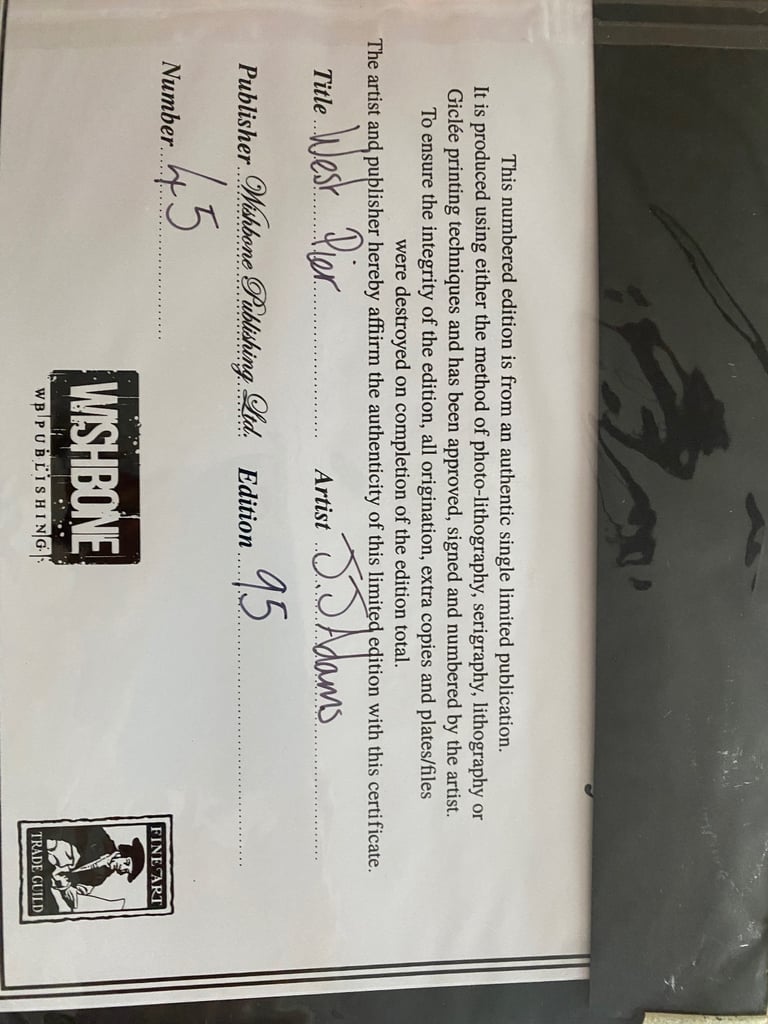 This numbered edition is from an authentic single limited publication.
It is produced using either the method of photo-lithography, serigraphy, lithography or
Giclée printing techniques and has been approved, signed and numbered by the artist.
To ensure the integrity of the edition, all origination, extra copies and plates/files
were destroyed on completion of the edition total.
The artist and publisher hereby affiirm the authenticity of this limited edition with this certificate.
Title West Pier Artist JJ Adams
Publisher Wishbone Publishing Ltd. Edition 95
Number 45
WISHBONE
WB PUBLISHING
FINE ART
TRADE GUILD